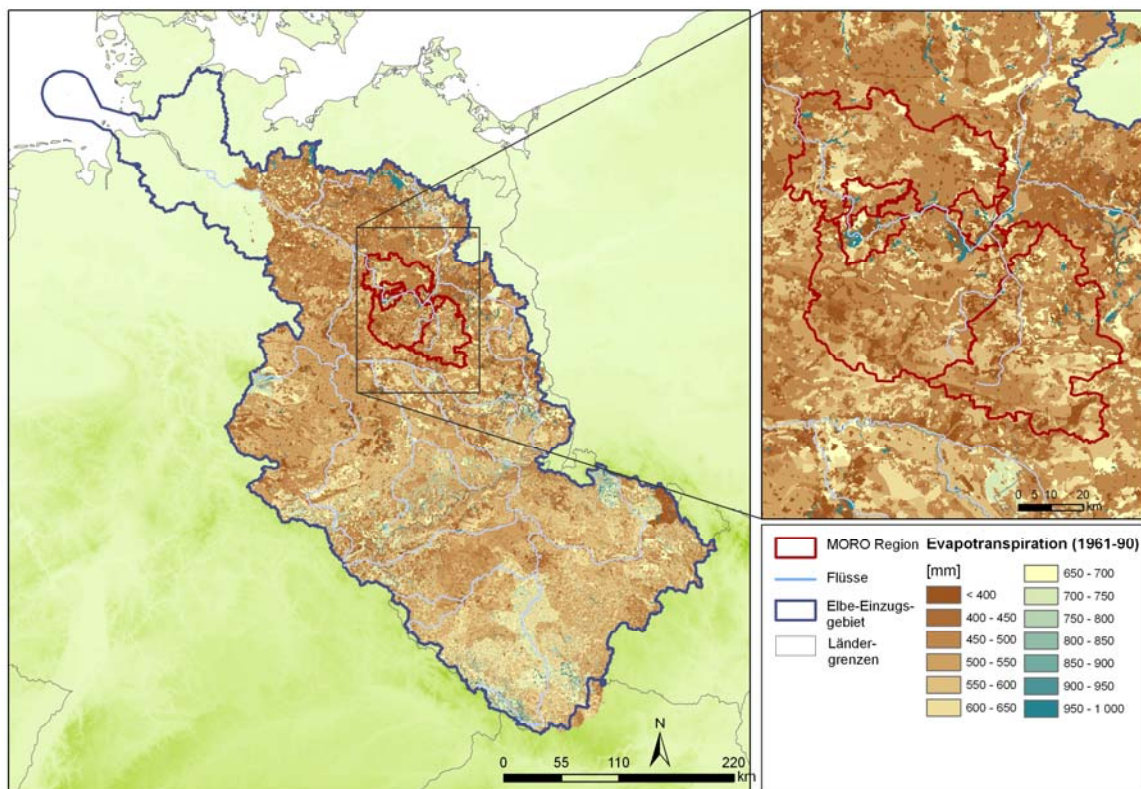 0 5 10 20
km
N
0 55 110 220
km
MORO Region
Flüsse
Elbe-Einzugs-
gebiet
Länder-
grenzen
Evapotranspiration (1961-90)
[mm]
< 400
400 - 450
450 - 500
500 - 550
550 - 600
600 - 650
650 - 700
700 - 750
750 - 800
800 - 850
850 - 900
900 - 950
950 - 1 000